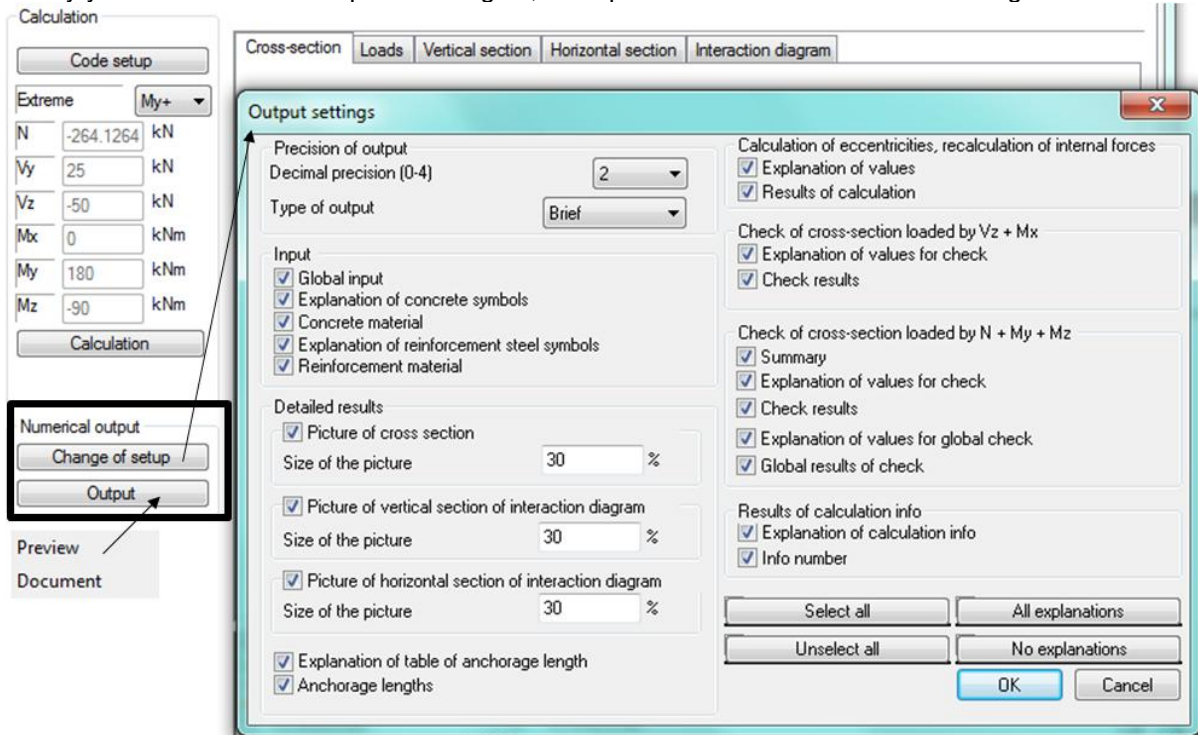 Calculation
Code setup
Extreme My+
N -264.1264 kN
Vy 25 kN
Vz -50 kN
Mx 0 kNm
My 180 kNm
Mz -90 kNm
Calculation
Numerical output
Change of setup
Output
Preview
Document
Cross-section Loads Vertical section Horizontal section Interaction diagram
Output settings
Precision of output
Decimal precision (0-4) 2
Type of output Brief
Input
Global input
Explanation of concrete symbols
Concrete material
Explanation of reinforcement steel symbols
Reinforcement material
Detailed results
Picture of cross section
Size of the picture 30 %
Picture of vertical section of interaction diagram
Size of the picture 30 %
Picture of horizontal section of interaction diagram
Size of the picture 30 %
Explanation of table of anchorage length
Anchorage lengths
Calculation of eccentricities, recalculation of internal forces
Explanation of values
Results of calculation
Check of cross-section loaded by Vz + Mx
Explanation of values for check
Check results
Check of cross-section loaded by N + My + Mz
Summary
Explanation of values for check
Check results
Explanation of values for global check
Global results of check
Results of calculation info
Explanation of calculation info
Info number
Select all All explanations
Unselect all No explanations
OK Cancel